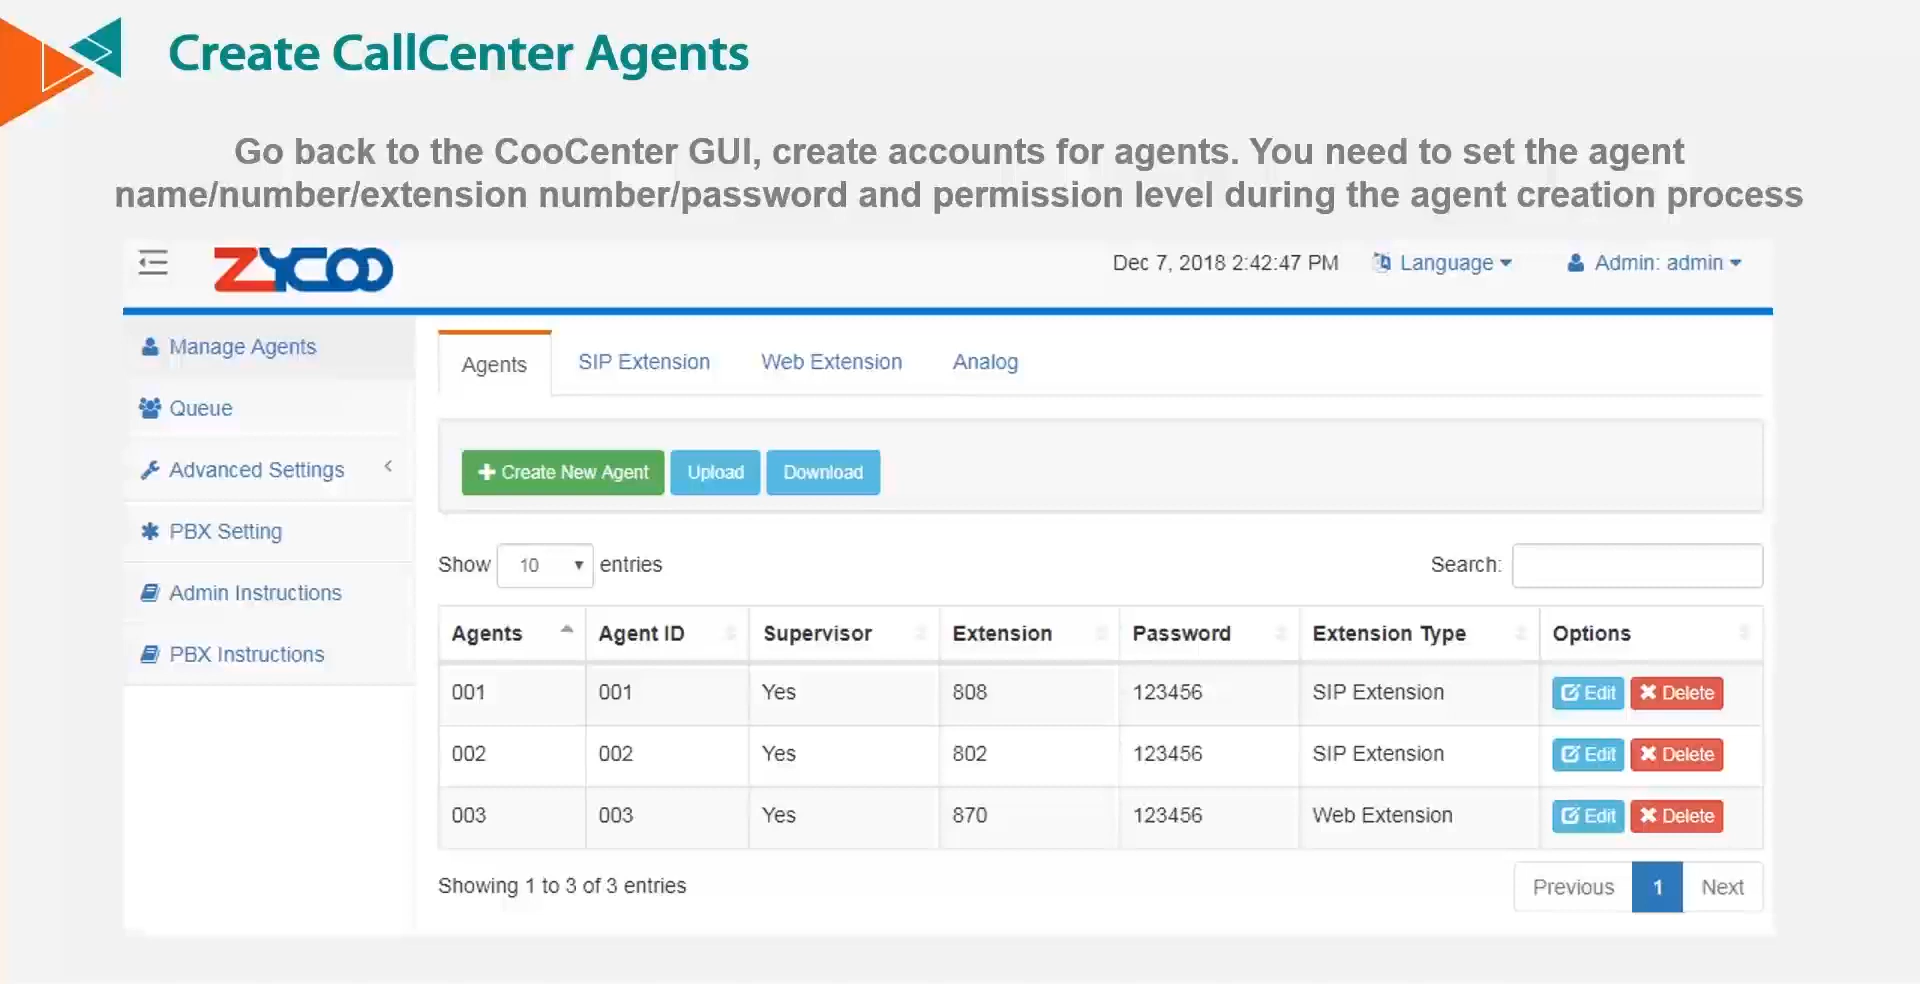 Create CallCenter Agents
Go back to the CooCenter GUI, create accounts for agents. You need to set the agent
name/number/extension number/password and permission level during the agent creation process
ZYCOO
Dec 7, 2018 2:42:47 PM
Language
Admin: admin
Manage Agents
Queue
Advanced Settings
PBX Setting
Admin Instructions
PBX Instructions
Agents
SIP Extension
Web Extension
Analog
Create New Agent
Upload
Download
Show 10 entries
Search:
Agents Agent ID Supervisor Extension Password Extension Type Options
001 001 Yes 808 123456 SIP Extension Edit Delete
002 002 Yes 802 123456 SIP Extension Edit Delete
003 003 Yes 870 123456 Web Extension Edit Delete
Showing 1 to 3 of 3 entries
Previous 1 Next